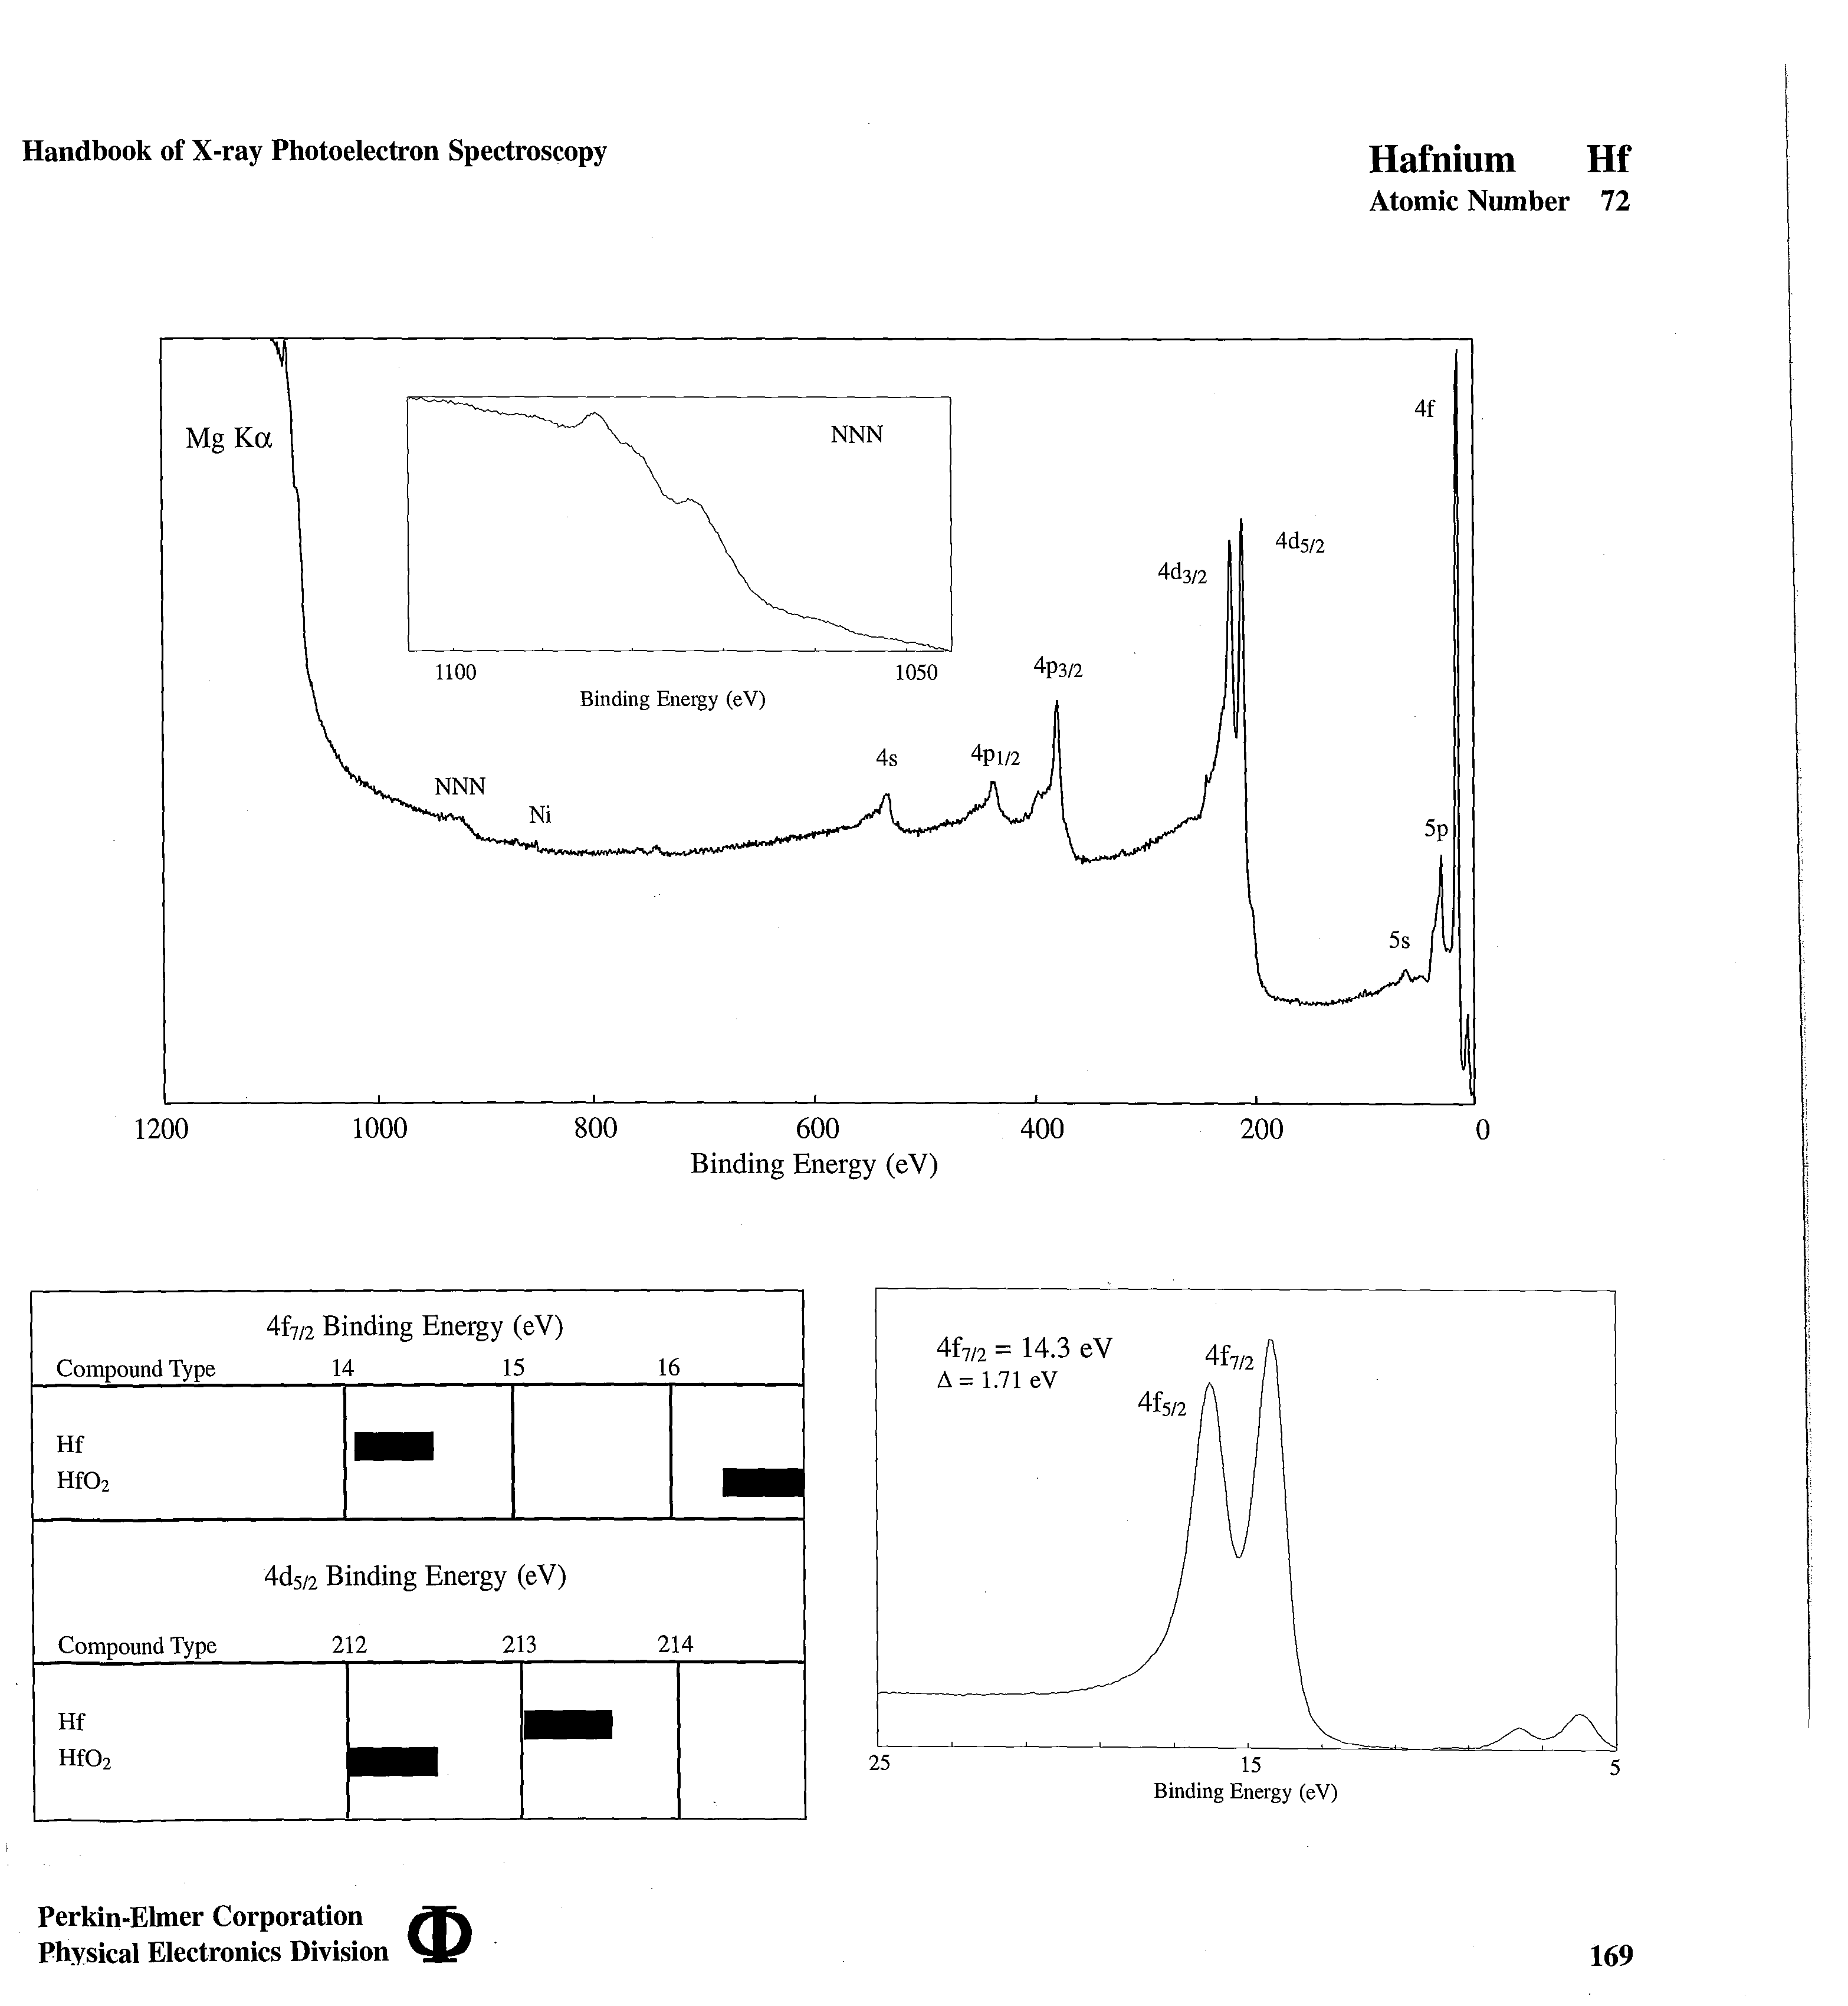 Handbook of X-ray Photoelectron Spectroscopy
Hafnium Hf
Atomic Number 72
Mg Kα
NNN
1100 1050
Binding Energy (eV)
4f
4d3/2
4d5/2
4p3/2
4p1/2
4s
NNN
Ni
5p
5s
1200 1000 800 600 400 200 0
Binding Energy (eV)
4f7/2 Binding Energy (eV)
Compound Type 14 15 16
Hf
HfO2
4d5/2 Binding Energy (eV)
Compound Type 212 213 214
Hf
HfO2
4f7/2 = 14.3 eV
Δ = 1.71 eV
4f7/2
4f5/2
25 15 5
Binding Energy (eV)
Perkin-Elmer Corporation
Physical Electronics Division
169